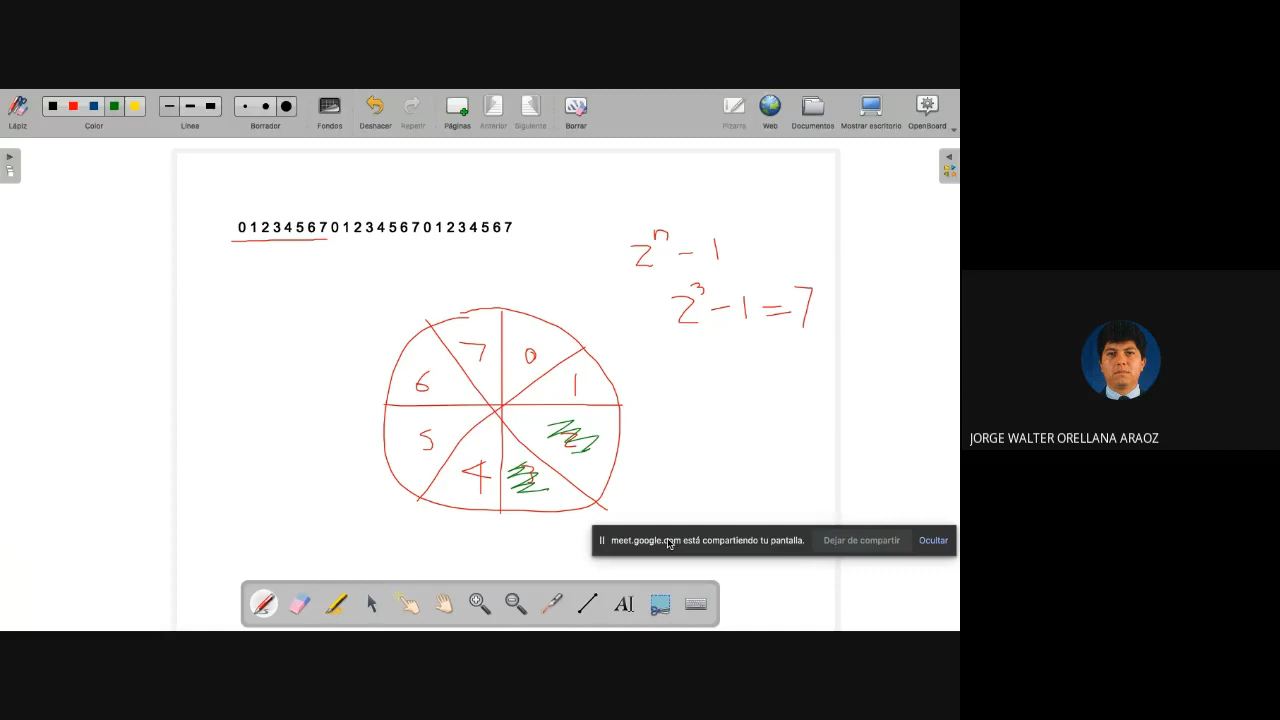 Lápiz
Color
Línea
Borrador
Fondos
Deshacer
Repetir
Páginas
Anterior
Siguiente
Borrar
Pizarra
Web
Documentos
Mostrar escritorio
OpenBoard
0 1 2 3 4 5 6 7 0 1 2 3 4 5 6 7 0 1 2 3 4 5 6 7
2ⁿ - 1
2³ - 1 = 7
7 0
6 1
5 2
4 3
JORGE WALTER ORELLANA ARAOZ
meet.google.com está compartiendo tu pantalla.
Dejar de compartir
Ocultar
AI